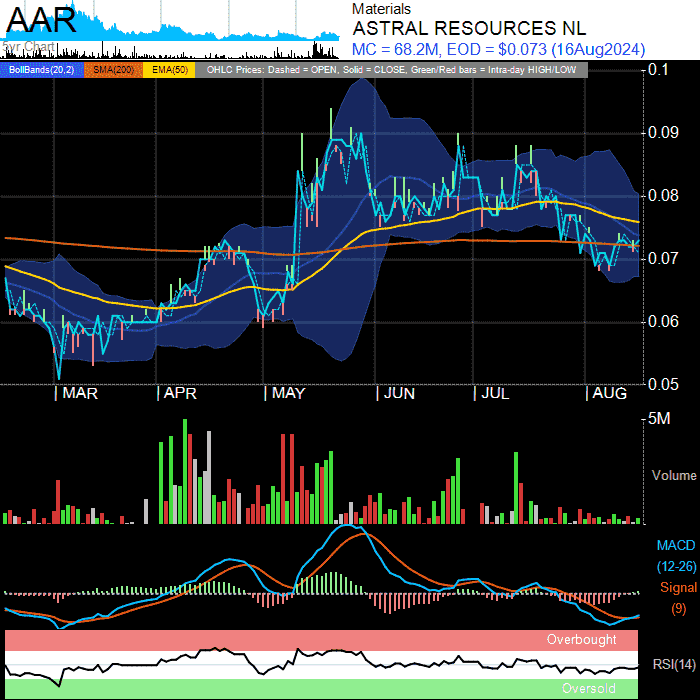 AAR
5yr Chart
Materials
ASTRAL RESOURCES NL
MC = 68.2M, EOD = $0.073 (16Aug2024)
BollBands(20,2) SMA(200) EMA(50) OHLC Prices: Dashed = OPEN, Solid = CLOSE, Green/Red bars = Intra-day HIGH/LOW
0.1
0.09
0.08
0.07
0.06
0.05
MAR APR MAY JUN JUL AUG
5M
Volume
MACD
(12-26)
Signal
(9)
Overbought
RSI(14)
Oversold